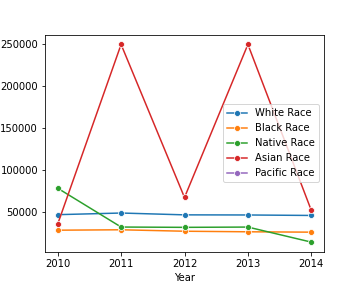 250000
200000
150000
100000
50000
White Race
Black Race
Native Race
Asian Race
Pacific Race
2010 2011 2012 2013 2014
Year